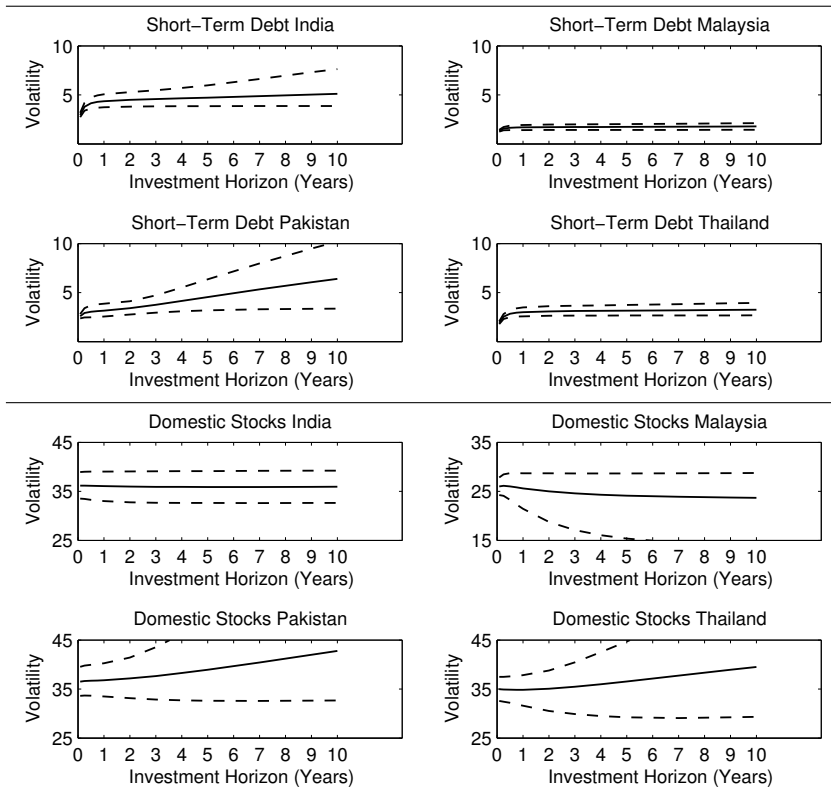 Short−Term Debt India
10
5
Volatility
0 1 2 3 4 5 6 7 8 9 10
Investment Horizon (Years)
Short−Term Debt Malaysia
10
5
Volatility
0 1 2 3 4 5 6 7 8 9 10
Investment Horizon (Years)
Short−Term Debt Pakistan
10
5
Volatility
0 1 2 3 4 5 6 7 8 9 10
Investment Horizon (Years)
Short−Term Debt Thailand
10
5
Volatility
0 1 2 3 4 5 6 7 8 9 10
Investment Horizon (Years)
Domestic Stocks India
45
35
25
Volatility
0 1 2 3 4 5 6 7 8 9 10
Investment Horizon (Years)
Domestic Stocks Malaysia
35
25
15
Volatility
0 1 2 3 4 5 6 7 8 9 10
Investment Horizon (Years)
Domestic Stocks Pakistan
45
35
25
Volatility
0 1 2 3 4 5 6 7 8 9 10
Investment Horizon (Years)
Domestic Stocks Thailand
45
35
25
Volatility
0 1 2 3 4 5 6 7 8 9 10
Investment Horizon (Years)